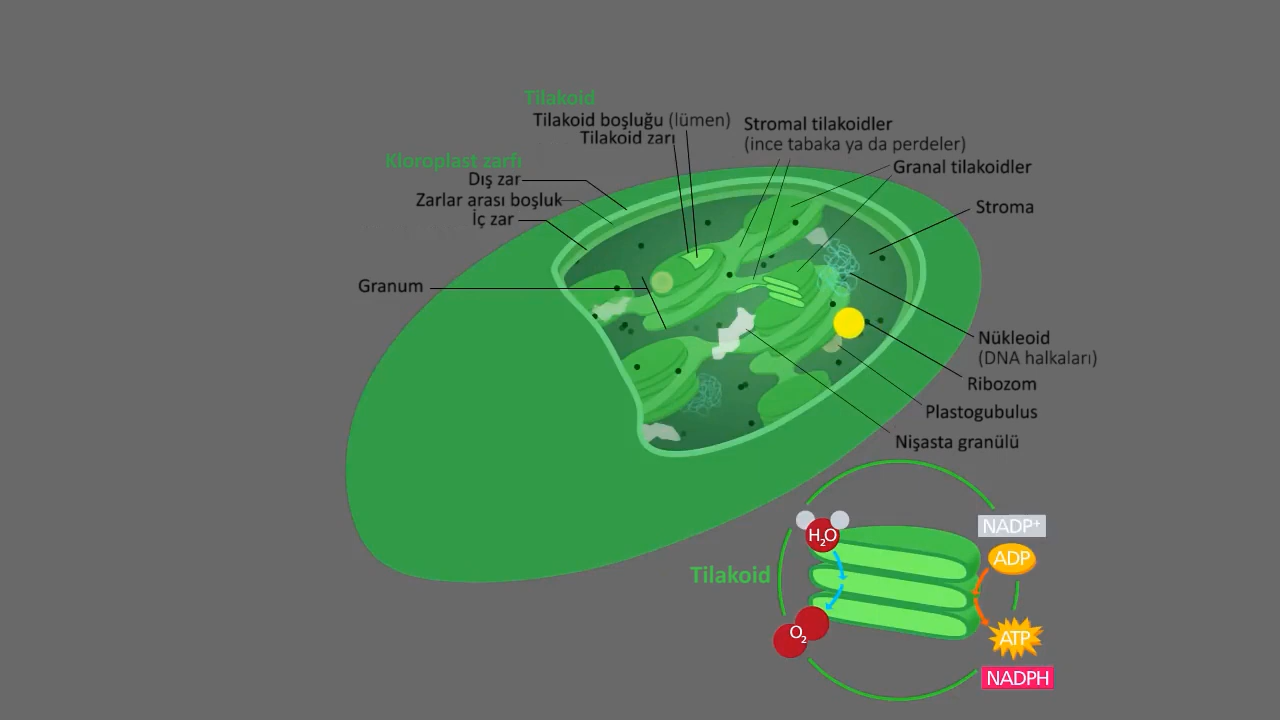 Tilakoid
Tilakoid boşluğu (lümen)
Tilakoid zarı
Kloroplast zarfı
Dış zar
Zarlar arası boşluk
İç zar
Granum
Stromal tilakoidler
(ince tabaka ya da perdeler)
Granal tilakoidler
Stroma
Nükleoid
(DNA halkaları)
Ribozom
Plastogubulus
Nişasta granülü
Tilakoid
H₂O
O₂
NADP⁺
ADP
ATP
NADPH